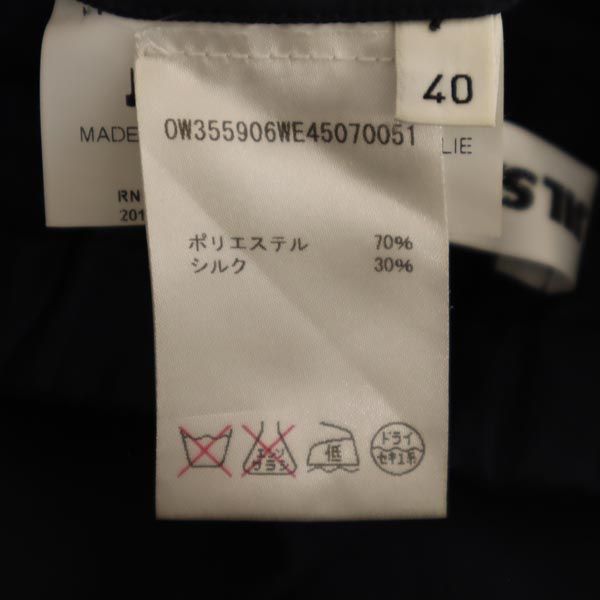 40
MADE
LIE
RN
201
0W355906WE45070051
ポリエステル 70%
シルク 30%
エンソ
サラシ
低
ドライ
セキユ系